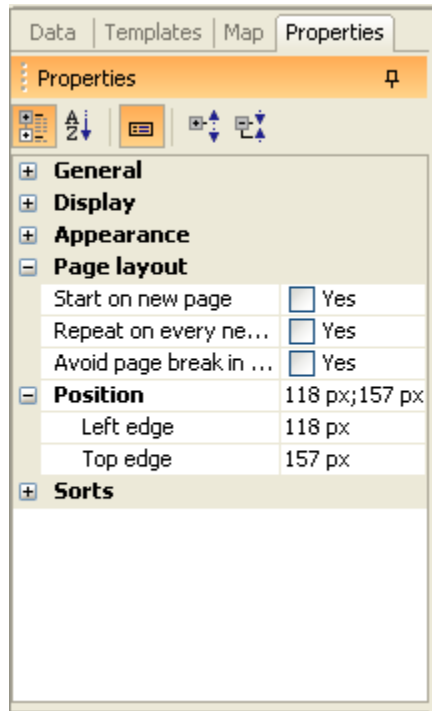 Data Templates Map Properties
Properties
A
Z
General
Display
Appearance
Page layout
Start on new page Yes
Repeat on every ne... Yes
Avoid page break in ... Yes
Position 118 px;157 px
Left edge 118 px
Top edge 157 px
Sorts